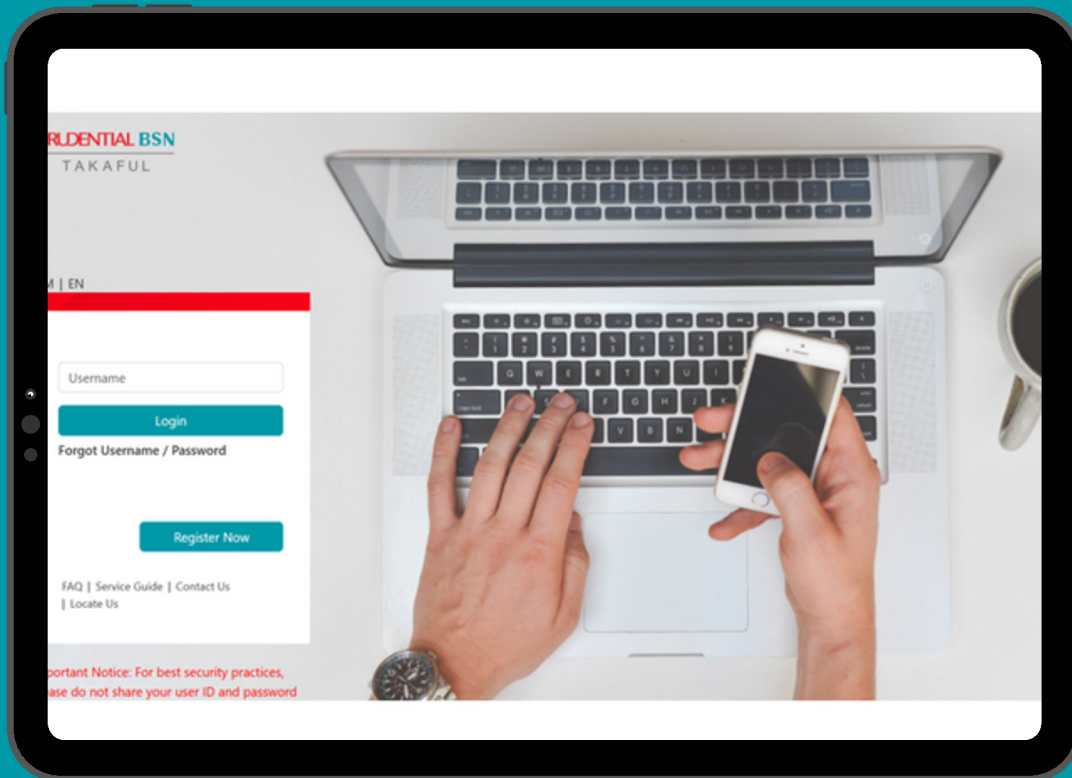 RUDENTIAL BSN
TAKAFUL
M | EN
Username
Login
Forgot Username / Password
Register Now
FAQ | Service Guide | Contact Us
| Locate Us
portant Notice: For best security practices,
ase do not share your user ID and password